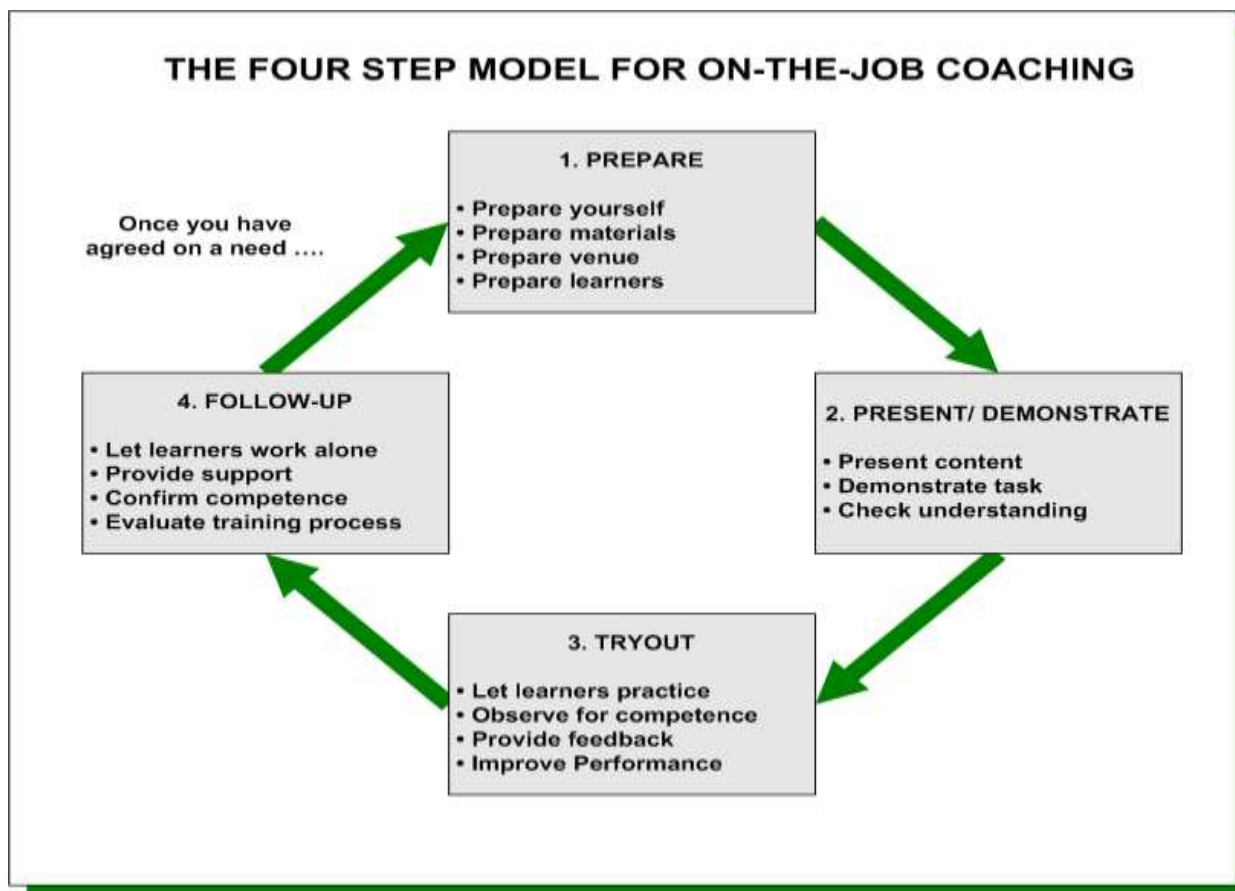 THE FOUR STEP MODEL FOR ON-THE-JOB COACHING
Once you have
agreed on a need ....
1. PREPARE
• Prepare yourself
• Prepare materials
• Prepare venue
• Prepare learners
2. PRESENT/ DEMONSTRATE
• Present content
• Demonstrate task
• Check understanding
3. TRYOUT
• Let learners practice
• Observe for competence
• Provide feedback
• Improve Performance
4. FOLLOW-UP
• Let learners work alone
• Provide support
• Confirm competence
• Evaluate training process